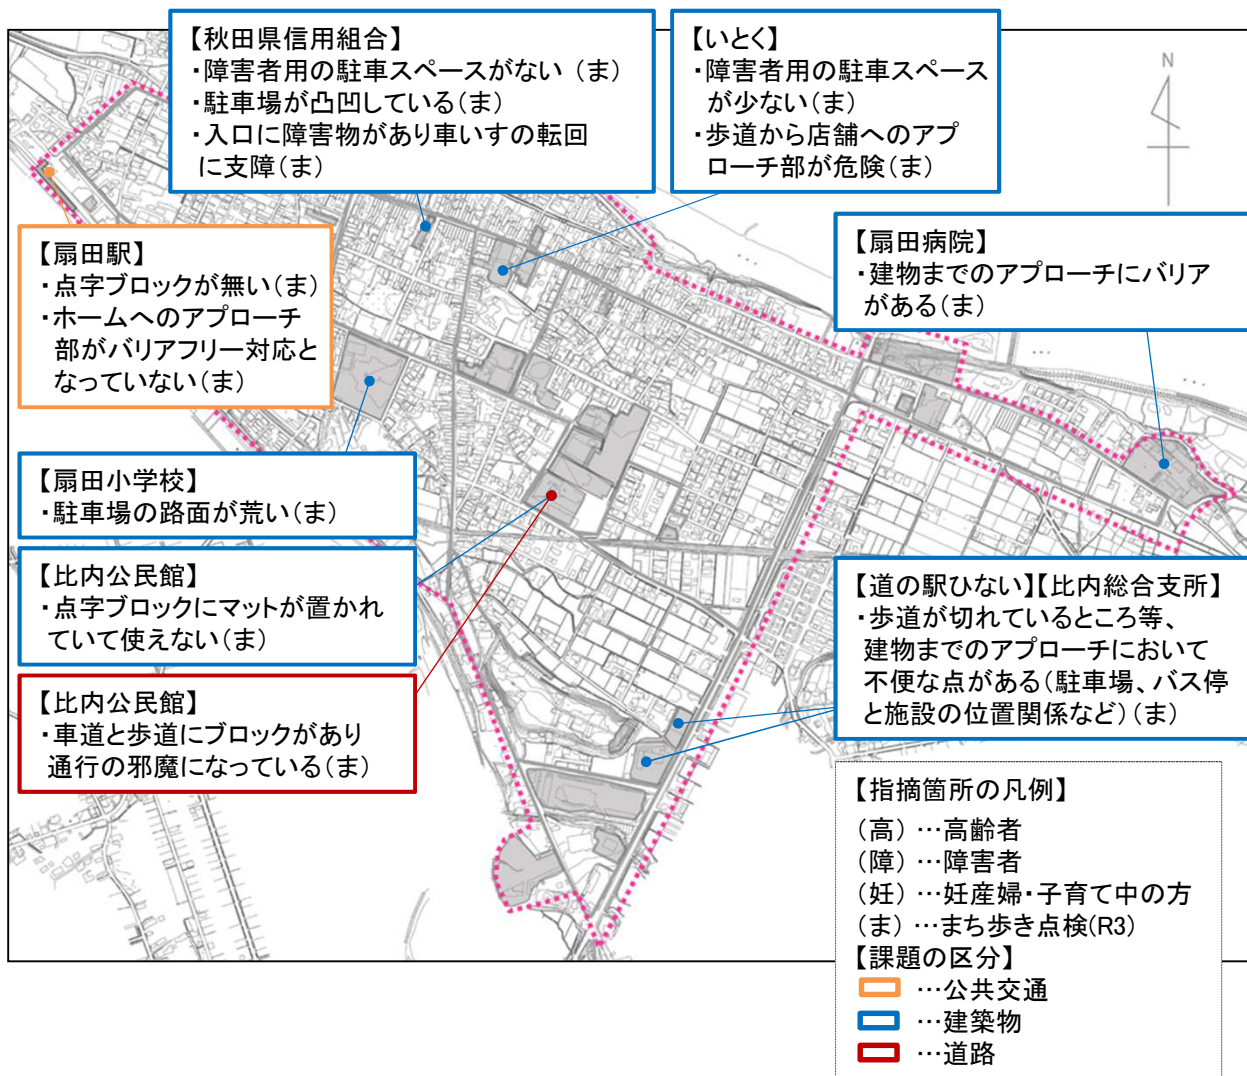 【秋田県信用組合】
・障害者用の駐車スペースがない（ま）
・駐車場が凸凹している（ま）
・入口に障害物があり車いすの転回
に支障（ま）
【いとく】
・障害者用の駐車スペース
が少ない（ま）
・歩道から店舗へのアプ
ローチ部が危険（ま）
N
【扇田駅】
・点字ブロックが無い（ま）
・ホームへのアプローチ
部がバリアフリー対応と
なっていない（ま）
【扇田病院】
・建物までのアプローチにバリア
がある（ま）
【扇田小学校】
・駐車場の路面が荒い（ま）
【比内公民館】
・点字ブロックにマットが置かれ
ていて使えない（ま）
【比内公民館】
・車道と歩道にブロックがあり
通行の邪魔になっている（ま）
【道の駅ひない】【比内総合支所】
・歩道が切れているところ等、
建物までのアプローチにおいて
不便な点がある（駐車場、バス停
と施設の位置関係など）（ま）
【指摘箇所の凡例】
（高）…高齢者
（障）…障害者
（妊）…妊産婦・子育て中の方
（ま）…まち歩き点検(R3)
【課題の区分】
…公共交通
…建築物
…道路